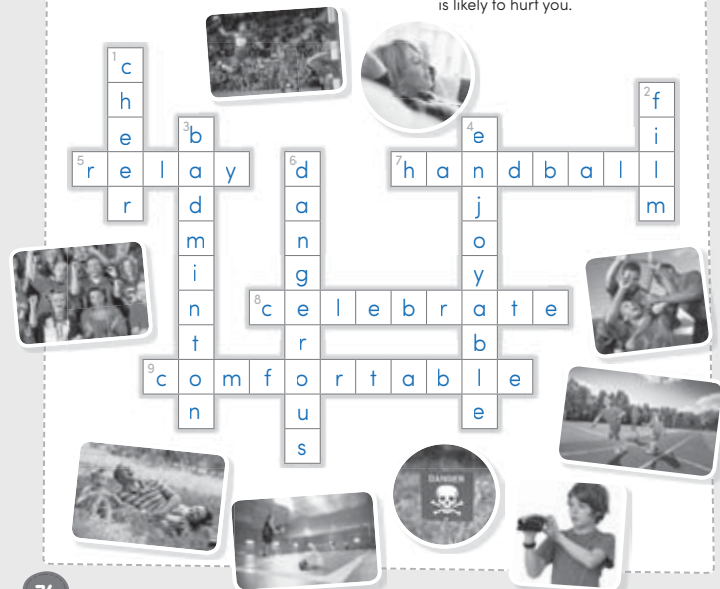 is likely to hurt you.
1 cheer
2 film
3 badminton
4 enjoyable
5 relay
6 dangerous
7 handball
8 celebrate
9 comfortable
DANGER